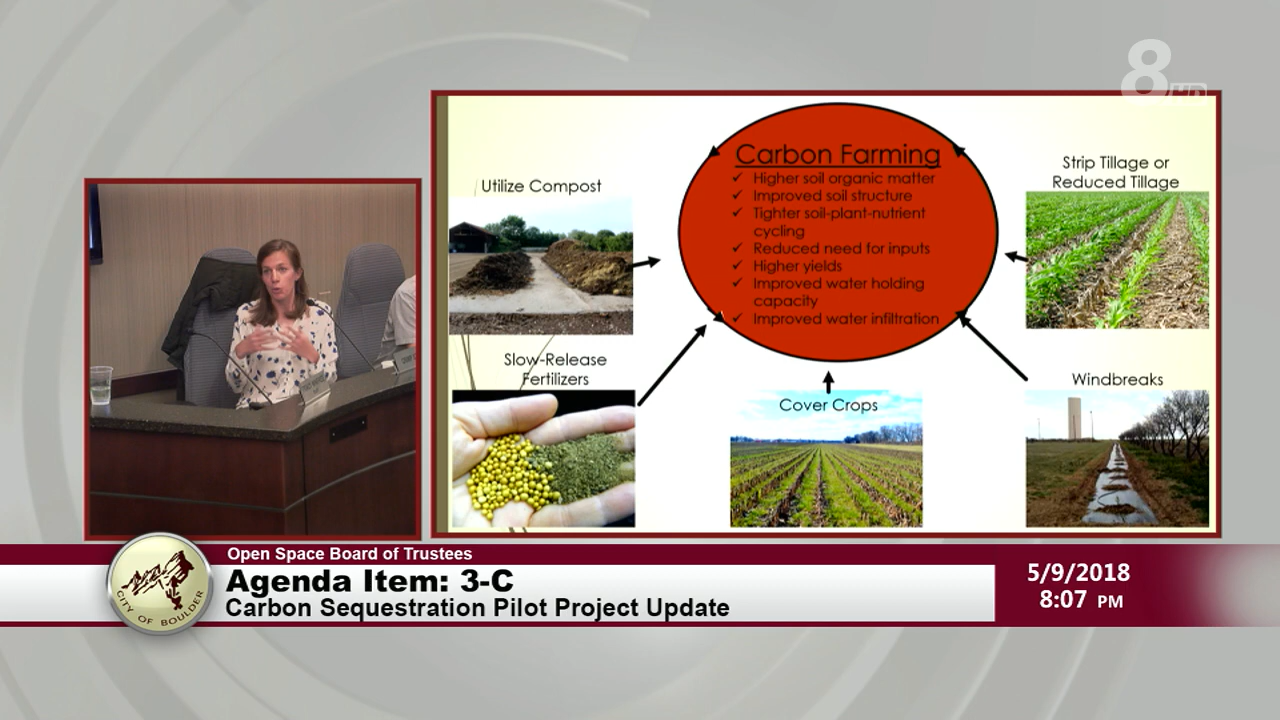 8
HD
Carbon Farming
✓ Higher soil organic matter
✓ Improved soil structure
✓ Tighter soil-plant-nutrient
cycling
✓ Reduced need for inputs
✓ Higher yields
✓ Improved water holding
capacity
✓ Improved water infiltration
Utilize Compost
Strip Tillage or
Reduced Tillage
Slow-Release
Fertilizers
Cover Crops
Windbreaks
Open Space Board of Trustees
Agenda Item: 3-C
Carbon Sequestration Pilot Project Update
CITY OF BOULDER
5/9/2018
8:07 PM